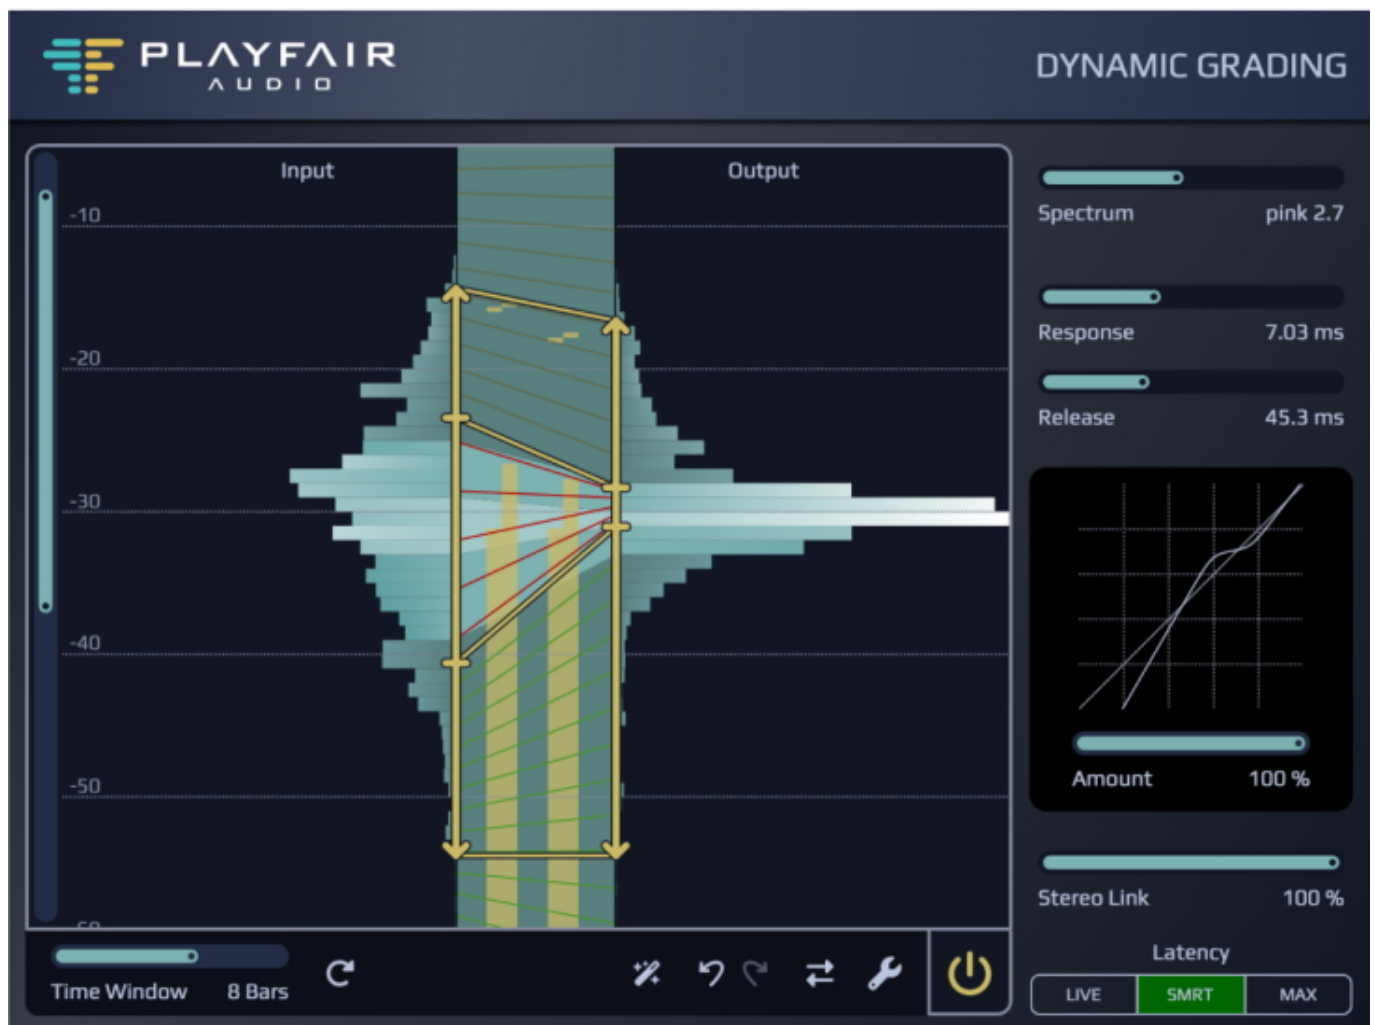 PLAYFAIR
AUDIO
DYNAMIC GRADING
Input
Output
-10
-20
-30
-40
-50
Spectrum pink 2.7
Response 7.03 ms
Release 45.3 ms
Amount 100 %
Stereo Link 100 %
Latency
LIVE SMRT MAX
Time Window 8 Bars